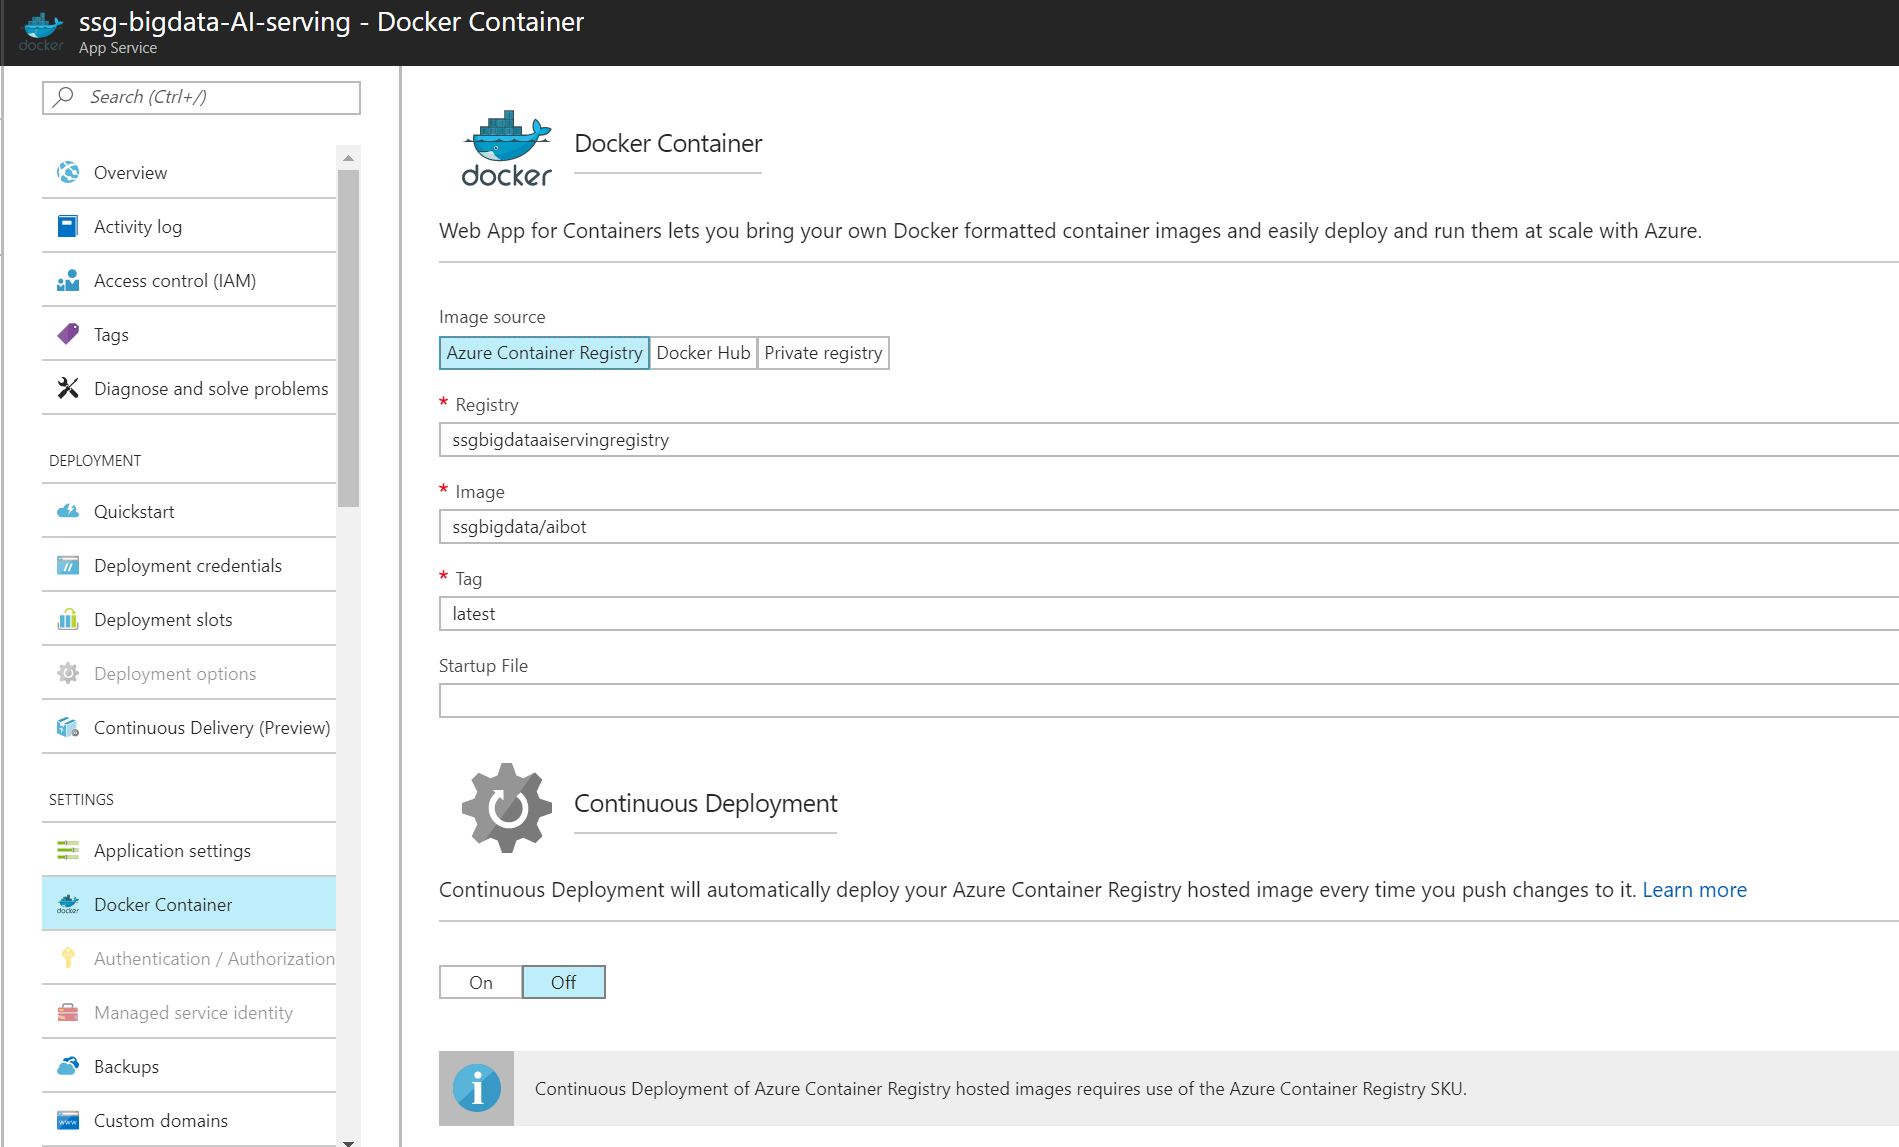 docker
ssg-bigdata-AI-serving - Docker Container
App Service
Search (Ctrl+/)
Overview
Activity log
Access control (IAM)
Tags
Diagnose and solve problems
DEPLOYMENT
Quickstart
Deployment credentials
Deployment slots
Deployment options
Continuous Delivery (Preview)
SETTINGS
Application settings
docker
Docker Container
Authentication / Authorization
Managed service identity
Backups
www
Custom domains
docker
Docker Container
Web App for Containers lets you bring your own Docker formatted container images and easily deploy and run them at scale with Azure.
Image source
Azure Container Registry Docker Hub Private registry
* Registry
ssgbigdataaiservingregistry
* Image
ssgbigdata/aibot
* Tag
latest
Startup File
Continuous Deployment
Continuous Deployment will automatically deploy your Azure Container Registry hosted image every time you push changes to it. Learn more
On Off
Continuous Deployment of Azure Container Registry hosted images requires use of the Azure Container Registry SKU.